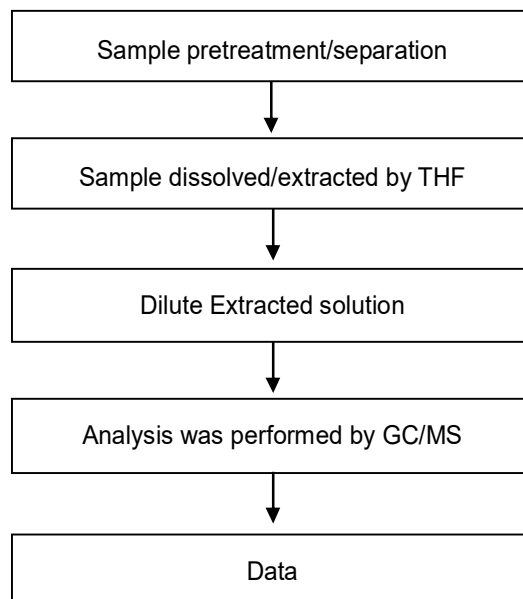 Sample pretreatment/separation
Sample dissolved/extracted by THF
Dilute Extracted solution
Analysis was performed by GC/MS
Data